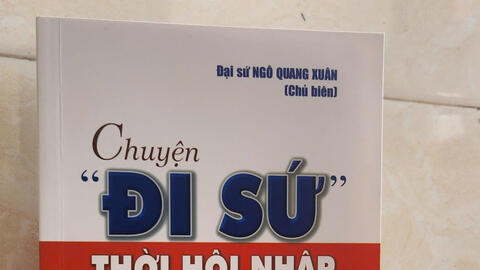 Đại sứ NGÔ QUANG XUÂN
(Chủ biên)
Chuyện
“ĐI SỨ”
THỜI HỘI NHẬP